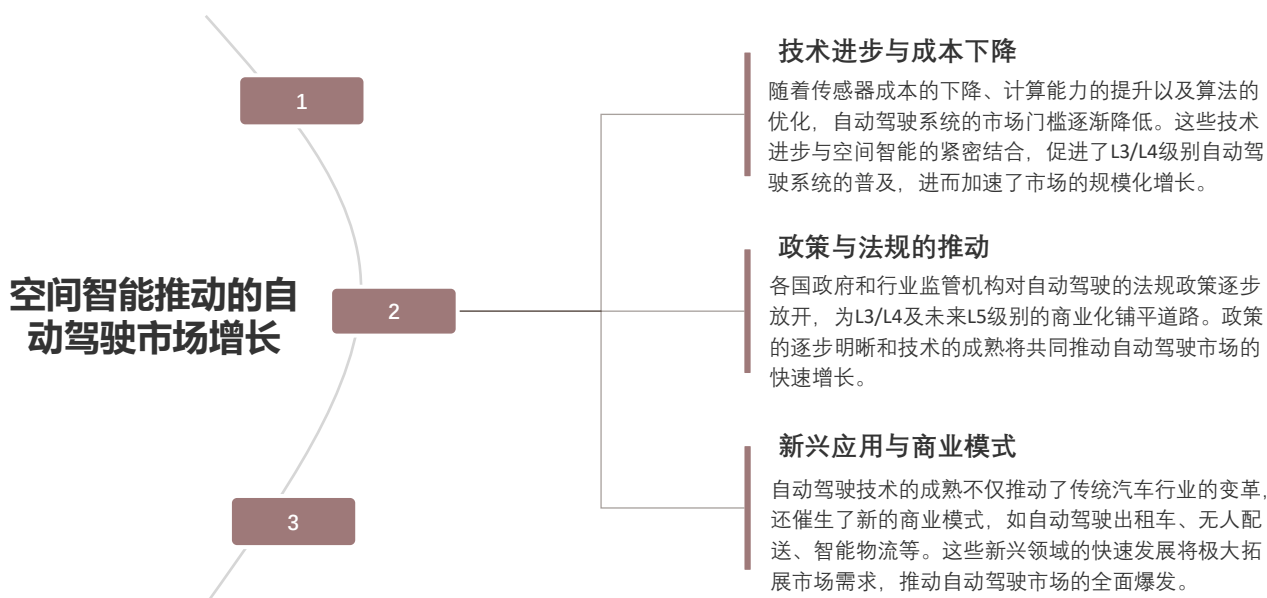 空间智能推动的自
动驾驶市场增长
1
2
3
技术进步与成本下降
随着传感器成本的下降、计算能力的提升以及算法的
优化，自动驾驶系统的市场门槛逐渐降低。这些技术
进步与空间智能的紧密结合，促进了L3/L4级别自动驾
驶系统的普及，进而加速了市场的规模化增长。
政策与法规的推动
各国政府和行业监管机构对自动驾驶的法规政策逐步
放开，为L3/L4及未来L5级别的商业化铺平道路。政策
的逐步明晰和技术的成熟将共同推动自动驾驶市场的
快速增长。
新兴应用与商业模式
自动驾驶技术的成熟不仅推动了传统汽车行业的变革，
还催生了新的商业模式，如自动驾驶出租车、无人配
送、智能物流等。这些新兴领域的快速发展将极大拓
展市场需求，推动自动驾驶市场的全面爆发。